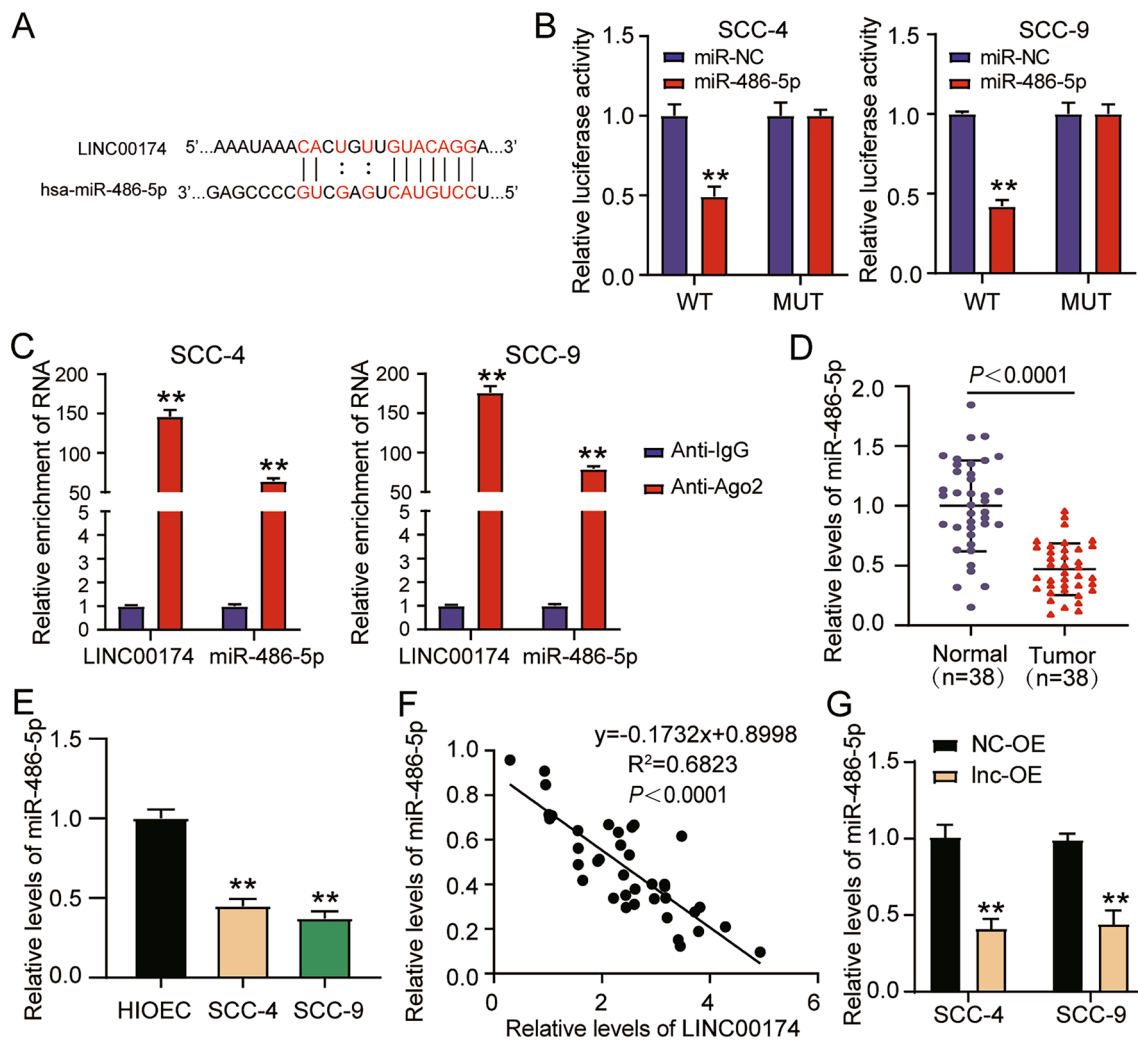 A
LINC00174 5'...AAAUAAACACUGUUGUACAGGA...3'
hsa-miR-486-5p 3'...GAGCCCCGUCGAGUCAUGUCCU...5'
B
SCC-4
miR-NC
miR-486-5p
Relative luciferase activity
1.5
1.0
0.5
0.0
**
WT MUT
SCC-9
miR-NC
miR-486-5p
Relative luciferase activity
1.5
1.0
0.5
0.0
**
WT MUT
C
SCC-4
Relative enrichment of RNA
200
150
100
50
5
4
3
2
1
0
**
**
LINC00174 miR-486-5p
SCC-9
Relative enrichment of RNA
200
150
100
50
5
4
3
2
1
0
**
**
LINC00174 miR-486-5p
Anti-IgG
Anti-Ago2
D
P<0.0001
Relative levels of miR-486-5p
2.0
1.5
1.0
0.5
0.0
Normal Tumor
(n=38) (n=38)
E
Relative levels of miR-486-5p
1.5
1.0
0.5
0.0
**
**
HIOEC SCC-4 SCC-9
F
y=-0.1732x+0.8998
R²=0.6823
P<0.0001
Relative levels of miR-486-5p
1.0
0.8
0.6
0.4
0.2
0.0
0 2 4 6
Relative levels of LINC00174
G
NC-OE
lnc-OE
Relative levels of miR-486-5p
1.5
1.0
0.5
0.0
**
**
SCC-4 SCC-9